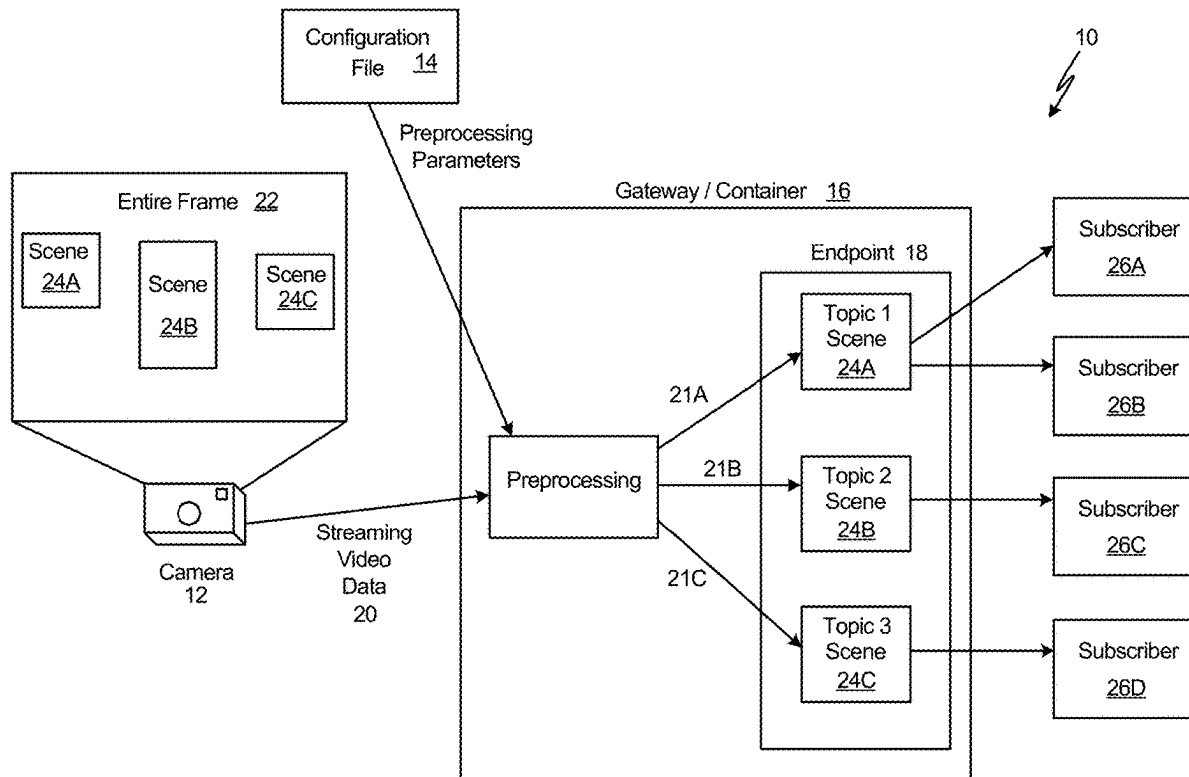 Configuration
File 14
10
Preprocessing
Parameters
Entire Frame 22
Scene
24A
Scene
24B
Scene
24C
Gateway / Container 16
Endpoint 18
Topic 1
Scene
24A
Topic 2
Scene
24B
Topic 3
Scene
24C
Subscriber
26A
Subscriber
26B
Subscriber
26C
Subscriber
26D
21A
21B
21C
Preprocessing
Streaming
Video
Data
20
Camera
12